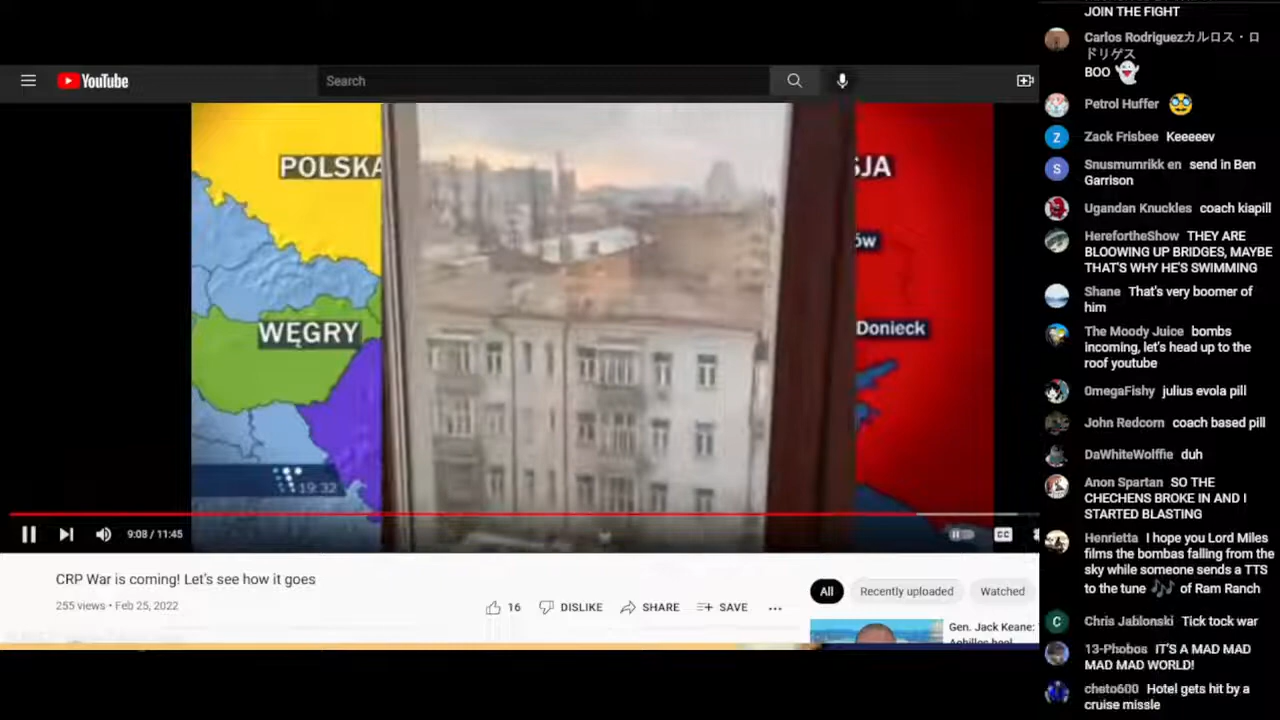 YouTube
Search
POLSKA
SJA
ów
WĘGRY
Donieck
19:32
9:08 / 11:45
CC
CRP War is coming! Let's see how it goes
255 views • Feb 25, 2022
16
DISLIKE
SHARE
SAVE
All
Recently uploaded
Watched
Gen. Jack Keane:
JOIN THE FIGHT
Carlos Rodriguezカルロス・ロ
ドリゲス
BOO 👻
Petrol Huffer 🥸
Zack Frisbee Keeeeev
Snusmumrikk en send in Ben
Garrison
Ugandan Knuckles coach kiapill
HerefortheShow THEY ARE
BLOOWING UP BRIDGES, MAYBE
THAT'S WHY HE'S SWIMMING
Shane That's very boomer of
him
The Moody Juice bombs
incoming, let's head up to the
roof youtube
0megaFishy julius evola pill
John Redcorn coach based pill
DaWhiteWolffie duh
Anon Spartan SO THE
CHECHENS BROKE IN AND I
STARTED BLASTING
Henrietta I hope you Lord Miles
films the bombas falling from the
sky while someone sends a TTS
to the tune 🎶 of Ram Ranch
Chris Jablonski Tick tock war
13-Phobos IT'S A MAD MAD
MAD MAD WORLD!
cheto600 Hotel gets hit by a
cruise missle